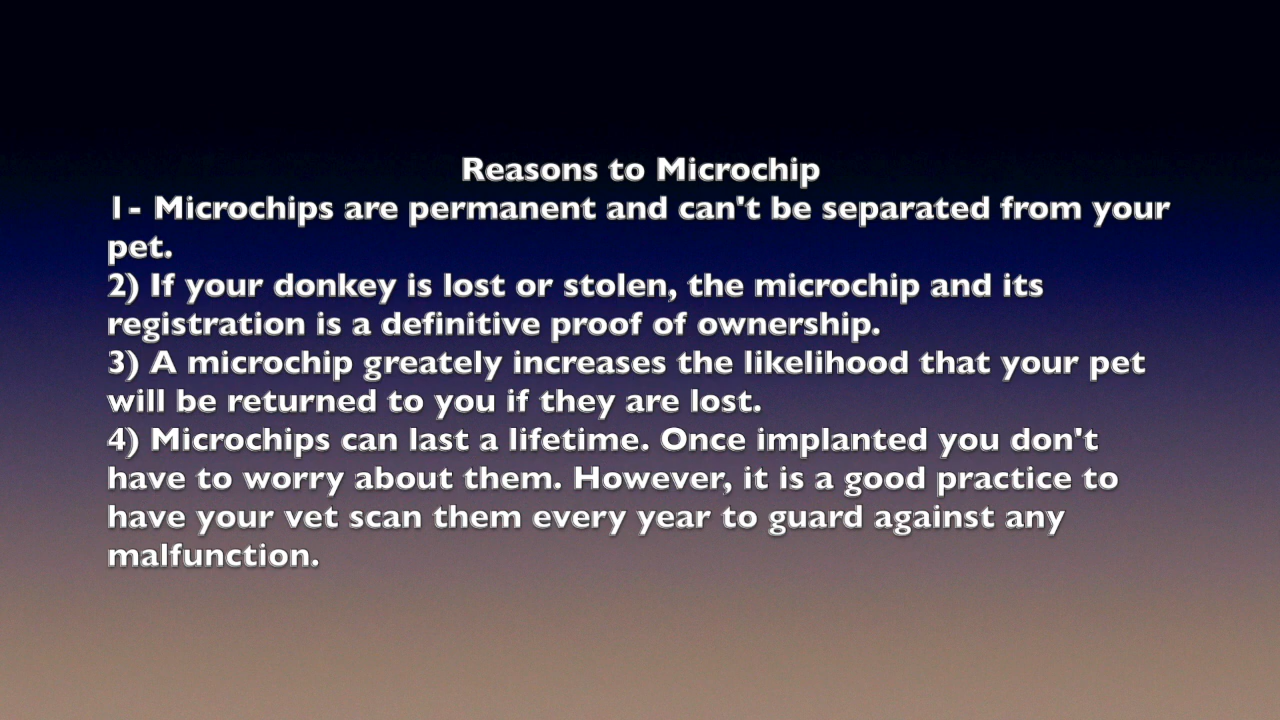 Reasons to Microchip
1- Microchips are permanent and can't be separated from your
pet.
2) If your donkey is lost or stolen, the microchip and its
registration is a definitive proof of ownership.
3) A microchip greately increases the likelihood that your pet
will be returned to you if they are lost.
4) Microchips can last a lifetime. Once implanted you don't
have to worry about them. However, it is a good practice to
have your vet scan them every year to guard against any
malfunction.